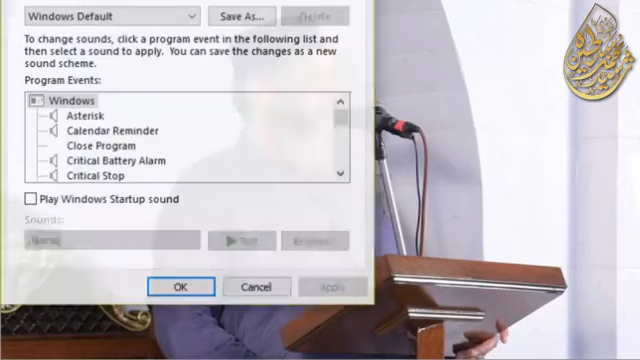 Windows Default
Save As...
Delete
To change sounds, click a program event in the following list and
then select a sound to apply. You can save the changes as a new
sound scheme.
Program Events:
Windows
Asterisk
Calendar Reminder
Close Program
Critical Battery Alarm
Critical Stop
Play Windows Startup sound
Sounds:
(None)
Test
Browse...
OK
Cancel
Apply